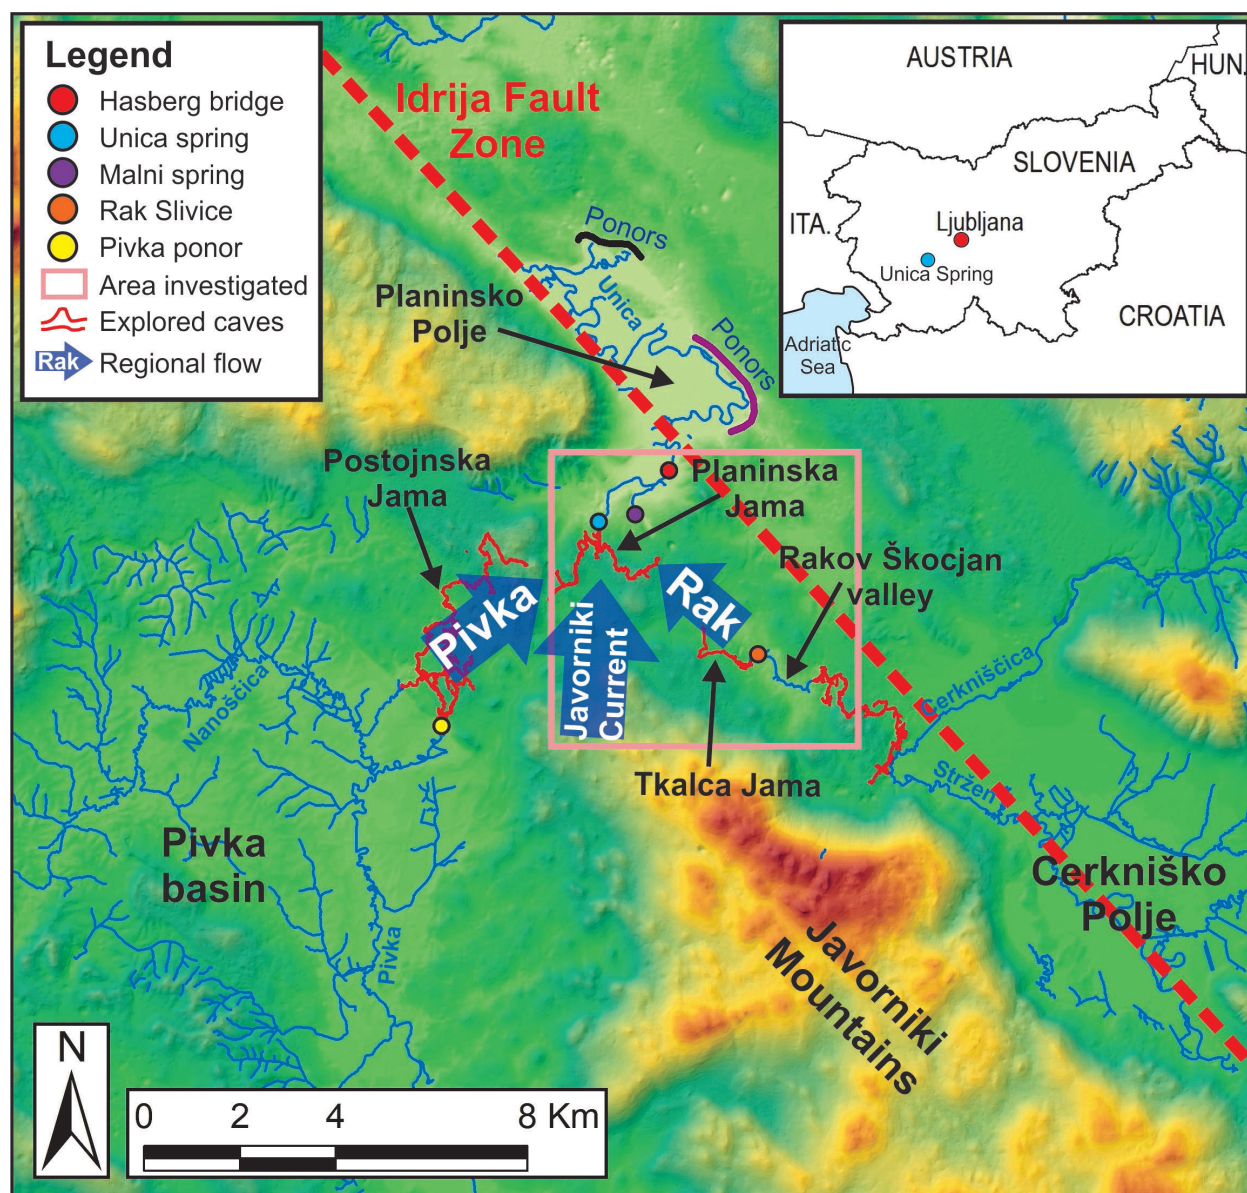 Legend
Hasberg bridge
Unica spring
Malni spring
Rak Slivice
Pivka ponor
Area investigated
Explored caves
Rak
Regional flow
Idrija Fault
Zone
AUSTRIA
HUN.
SLOVENIA
ITA.
Ljubljana
Unica Spring
CROATIA
Adriatic
Sea
Ponors
Unica
Planinsko
Polje
Ponors
Postojnska
Jama
Planinska
Jama
Rakov Škocjan
valley
Pivka
Javorniki
Current
Rak
Nanoščica
Cerkniščica
Stržen
Tkalca Jama
Pivka
basin
Pivka
Cerkniško
Polje
Javorniki
Mountains
N
0 2 4 8 Km